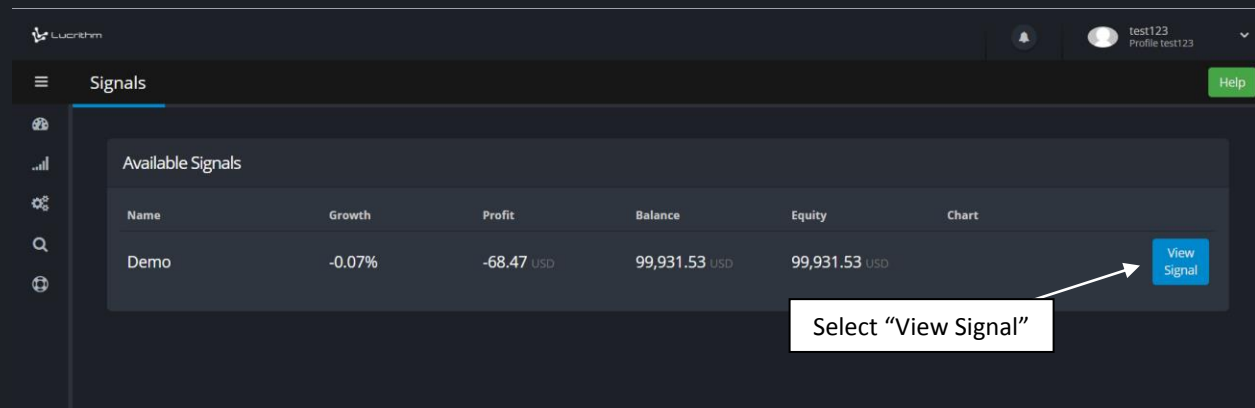 Lucrithm
test123
Profile test123
Signals
Help
Available Signals
Name Growth Profit Balance Equity Chart
Demo -0.07% -68.47 USD 99,931.53 USD 99,931.53 USD
View
Signal
Select “View Signal”